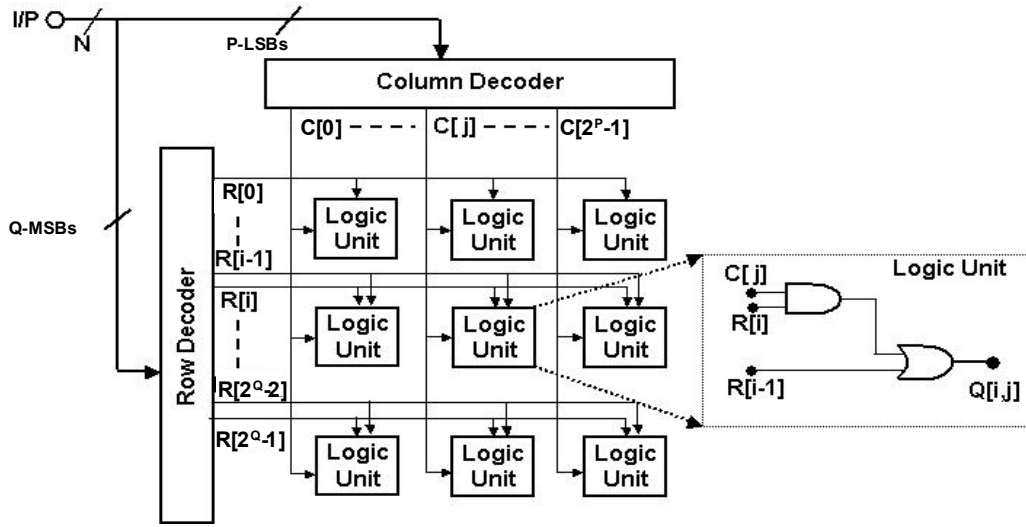 I/P
N
P-LSBs
Column Decoder
C[0] C[j] C[2ᴾ-1]
Q-MSBs
Row Decoder
R[0]
R[i-1]
R[i]
R[2Q-2]
R[2Q-1]
Logic
Unit
Logic
Unit
Logic
Unit
Logic
Unit
Logic
Unit
Logic
Unit
Logic
Unit
Logic
Unit
Logic
Unit
Logic Unit
C[j]
R[i]
R[i-1]
Q[i,j]